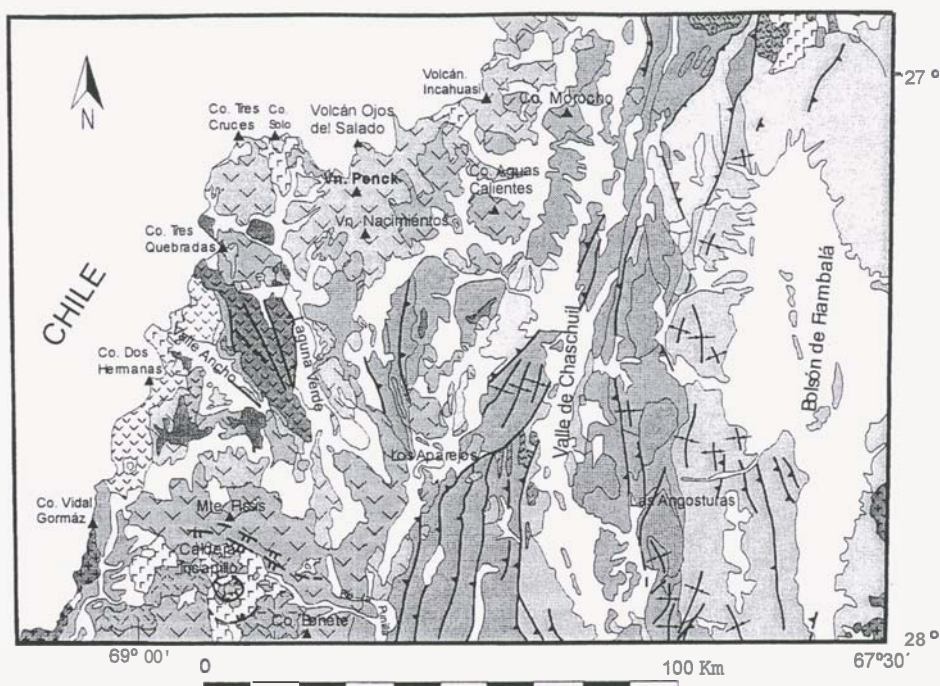 27°
Volcán.
Incahuasi
Co. Morocho
Co. Tres
Cruces
Co.
Solo
Volcán Ojos
del Salado
N
Co. Aguas
Calientes
Vn. Penck
Vn. Nacimientos
Co. Tres
Quebradas
CHILE
Valle Ancho
Laguna Verde
Co. Dos
Hermanas
Valle de Chaschuil
Bolsón de Fiambalá
Los Aparejos
Las Angosturas
Co. Vidal
Gormáz
Mte. Pissis
Caldera
Incapillo
Pinilla
Co. Bonete
28°
69° 00'
0
100 Km
67°30'